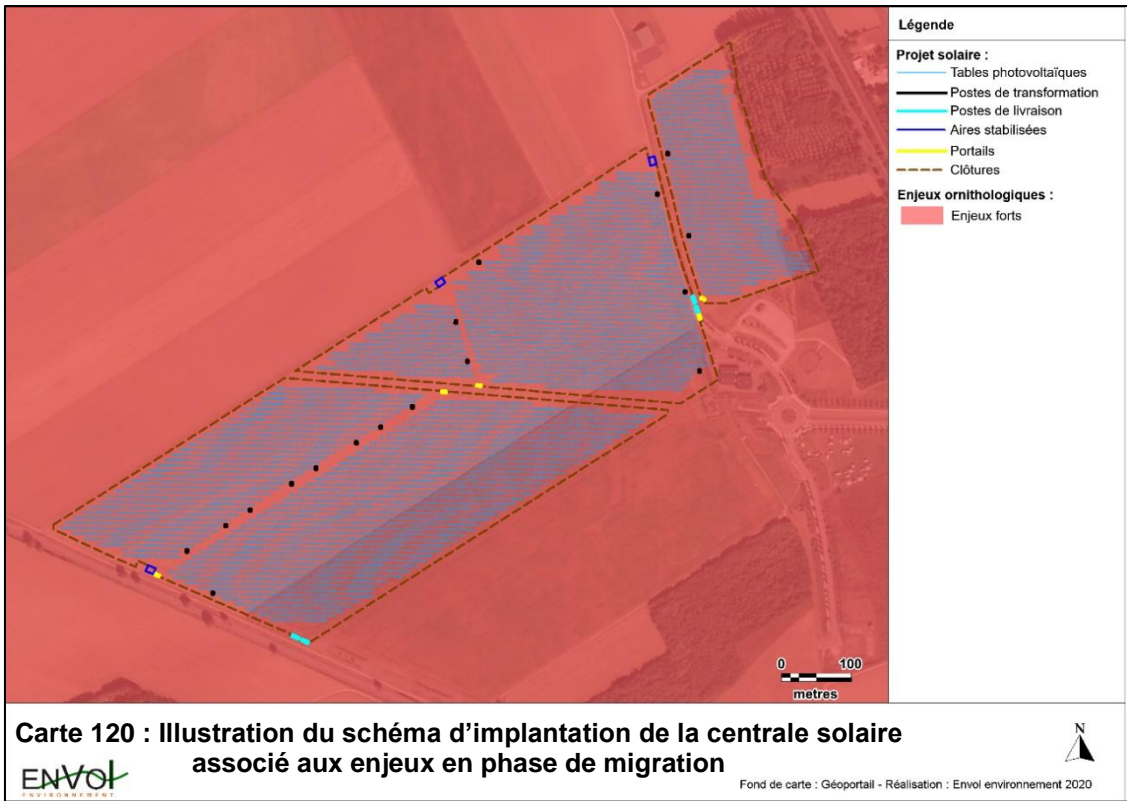 Légende
Projet solaire :
Tables photovoltaïques
Postes de transformation
Postes de livraison
Aires stabilisées
Portails
Clôtures
Enjeux ornithologiques :
Enjeux forts
0 100
metres
Carte 120 : Illustration du schéma d'implantation de la centrale solaire
associé aux enjeux en phase de migration
N
ENVOL
ENVIRONNEMENT
Fond de carte : Géoportail - Réalisation : Envol environnement 2020